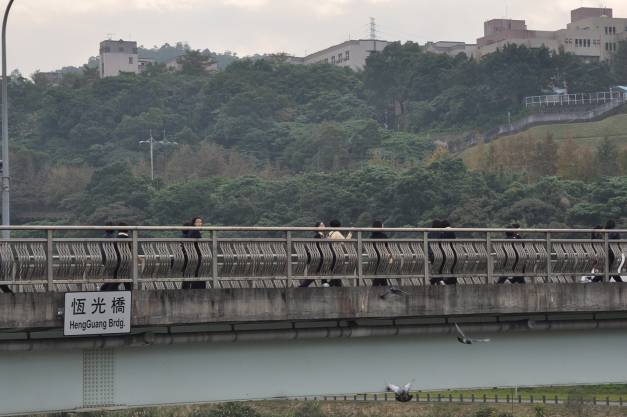 恆光橋
HengGuang Brdg.